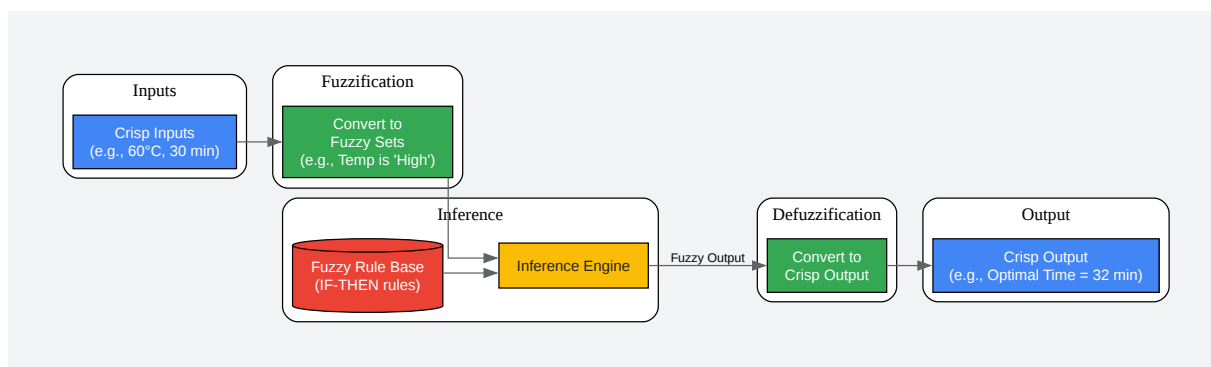 Inputs
Crisp Inputs
(e.g., 60°C, 30 min)
Fuzzification
Convert to
Fuzzy Sets
(e.g., Temp is 'High')
Inference
Fuzzy Rule Base
(IF-THEN rules)
Inference Engine
Fuzzy Output
Defuzzification
Convert to
Crisp Output
Output
Crisp Output
(e.g., Optimal Time = 32 min)